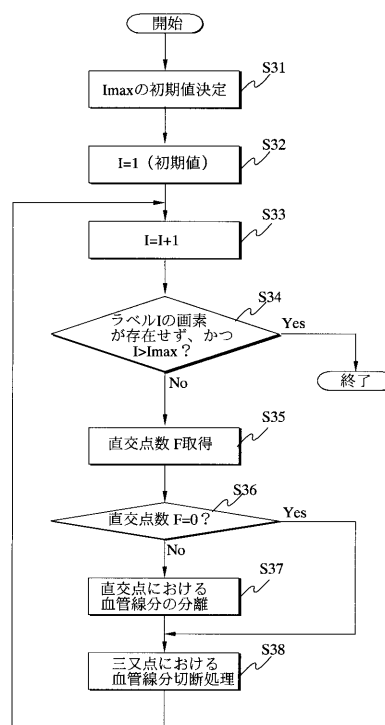 開始
S31
Imaxの初期値決定
S32
I=1（初期値）
S33
I=I+1
S34
ラベルIの画素
が存在せず、かつ
I>Imax？
Yes
No
終了
S35
直交点数 F取得
S36
直交点数 F=0？
Yes
No
S37
直交点における
血管線分の分離
S38
三又点における
血管線分切断処理